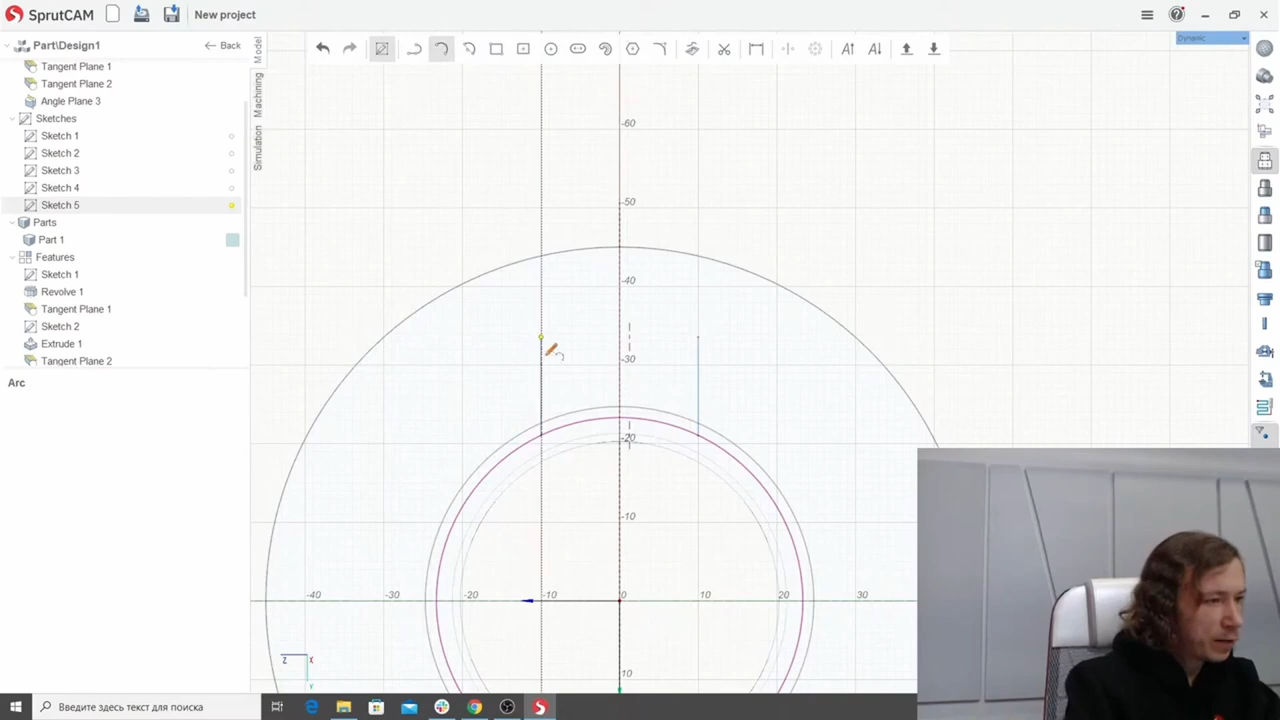 SprutCAM
New project
Part\Design1
Back
Tangent Plane 1
Tangent Plane 2
Angle Plane 3
Sketches
Sketch 1
Sketch 2
Sketch 3
Sketch 4
Sketch 5
Parts
Part 1
Features
Sketch 1
Revolve 1
Tangent Plane 1
Sketch 2
Extrude 1
Tangent Plane 2
Arc
Model
Machining
Simulation
Dynamic
-60
-50
-40
-30
-20
-10
-40
-30
-20
-10
0
10
20
30
10
Z
X
Y
Введите здесь текст для поиска